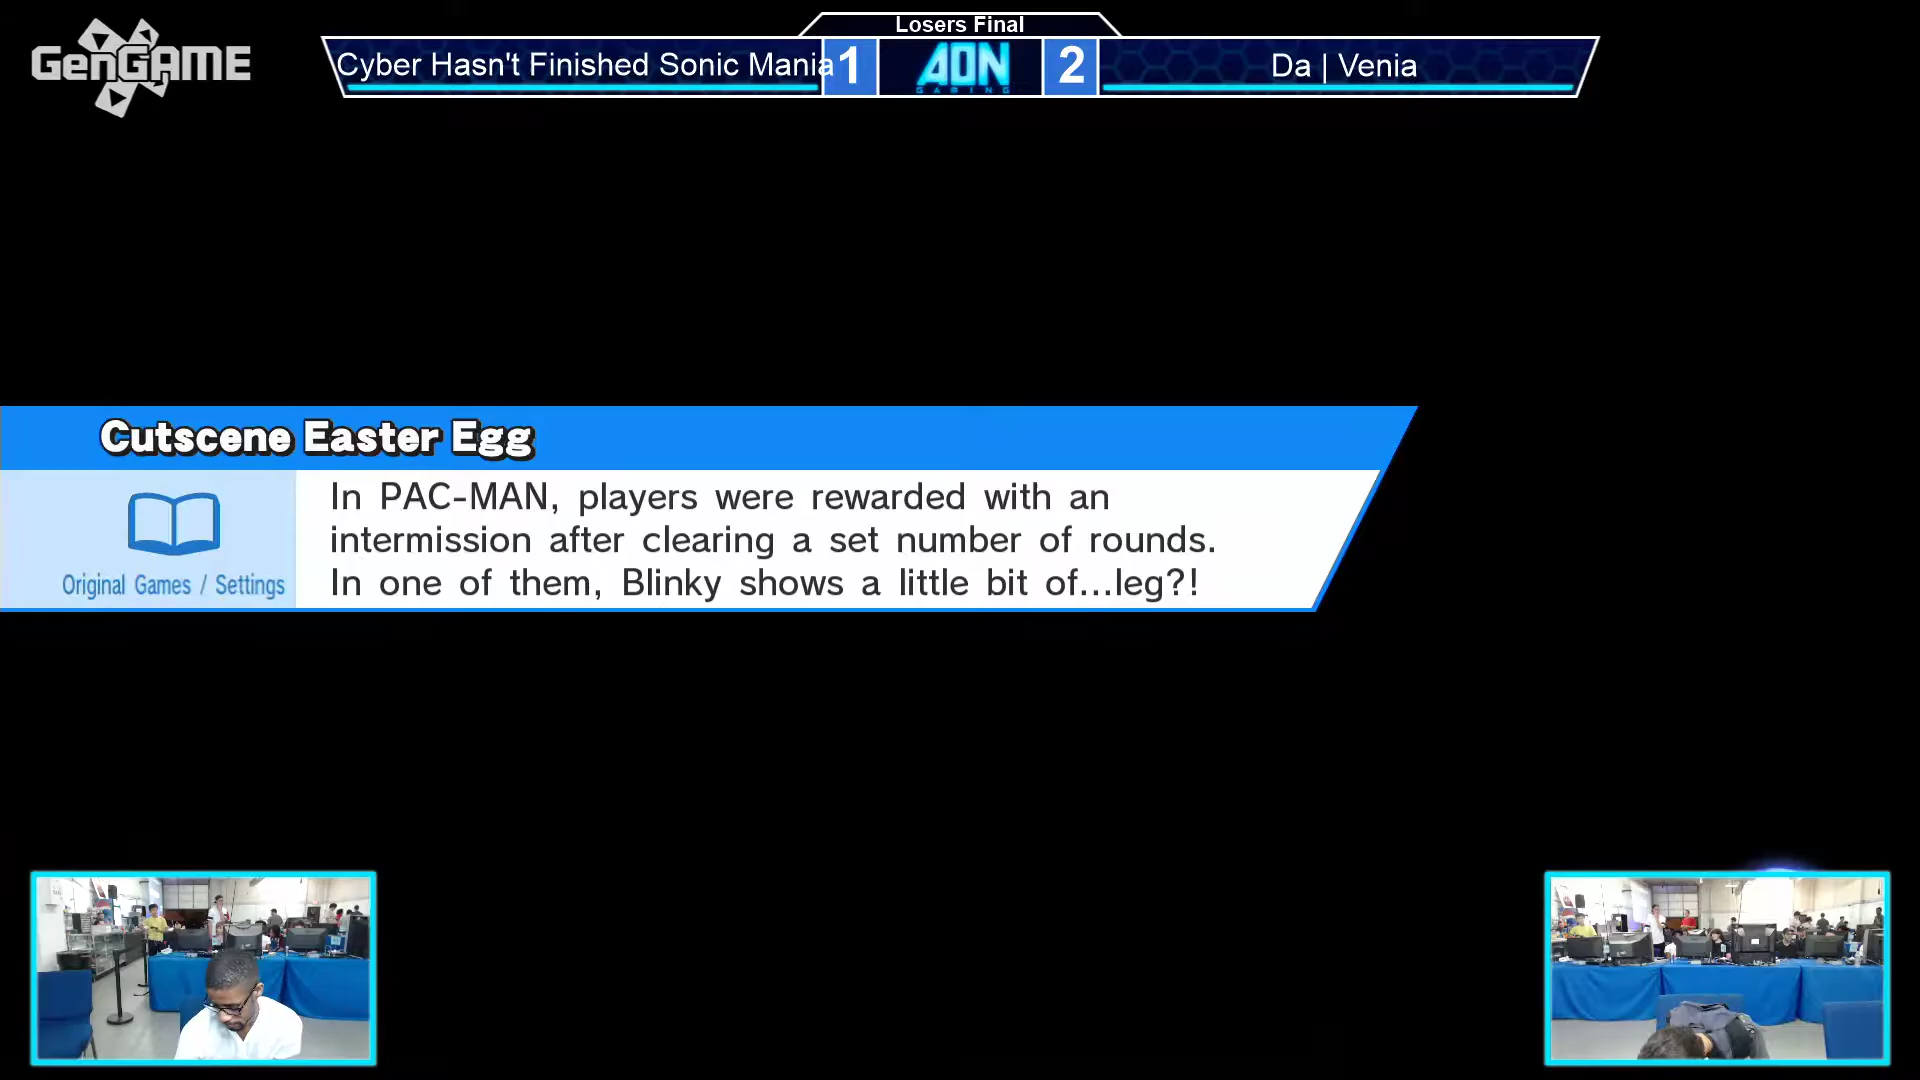 GENGAME
Losers Final
Cyber Hasn't Finished Sonic Mania 1 AON GAMING 2 Da | Venia
Cutscene Easter Egg
In PAC-MAN, players were rewarded with an
intermission after clearing a set number of rounds.
In one of them, Blinky shows a little bit of...leg?!
Original Games / Settings